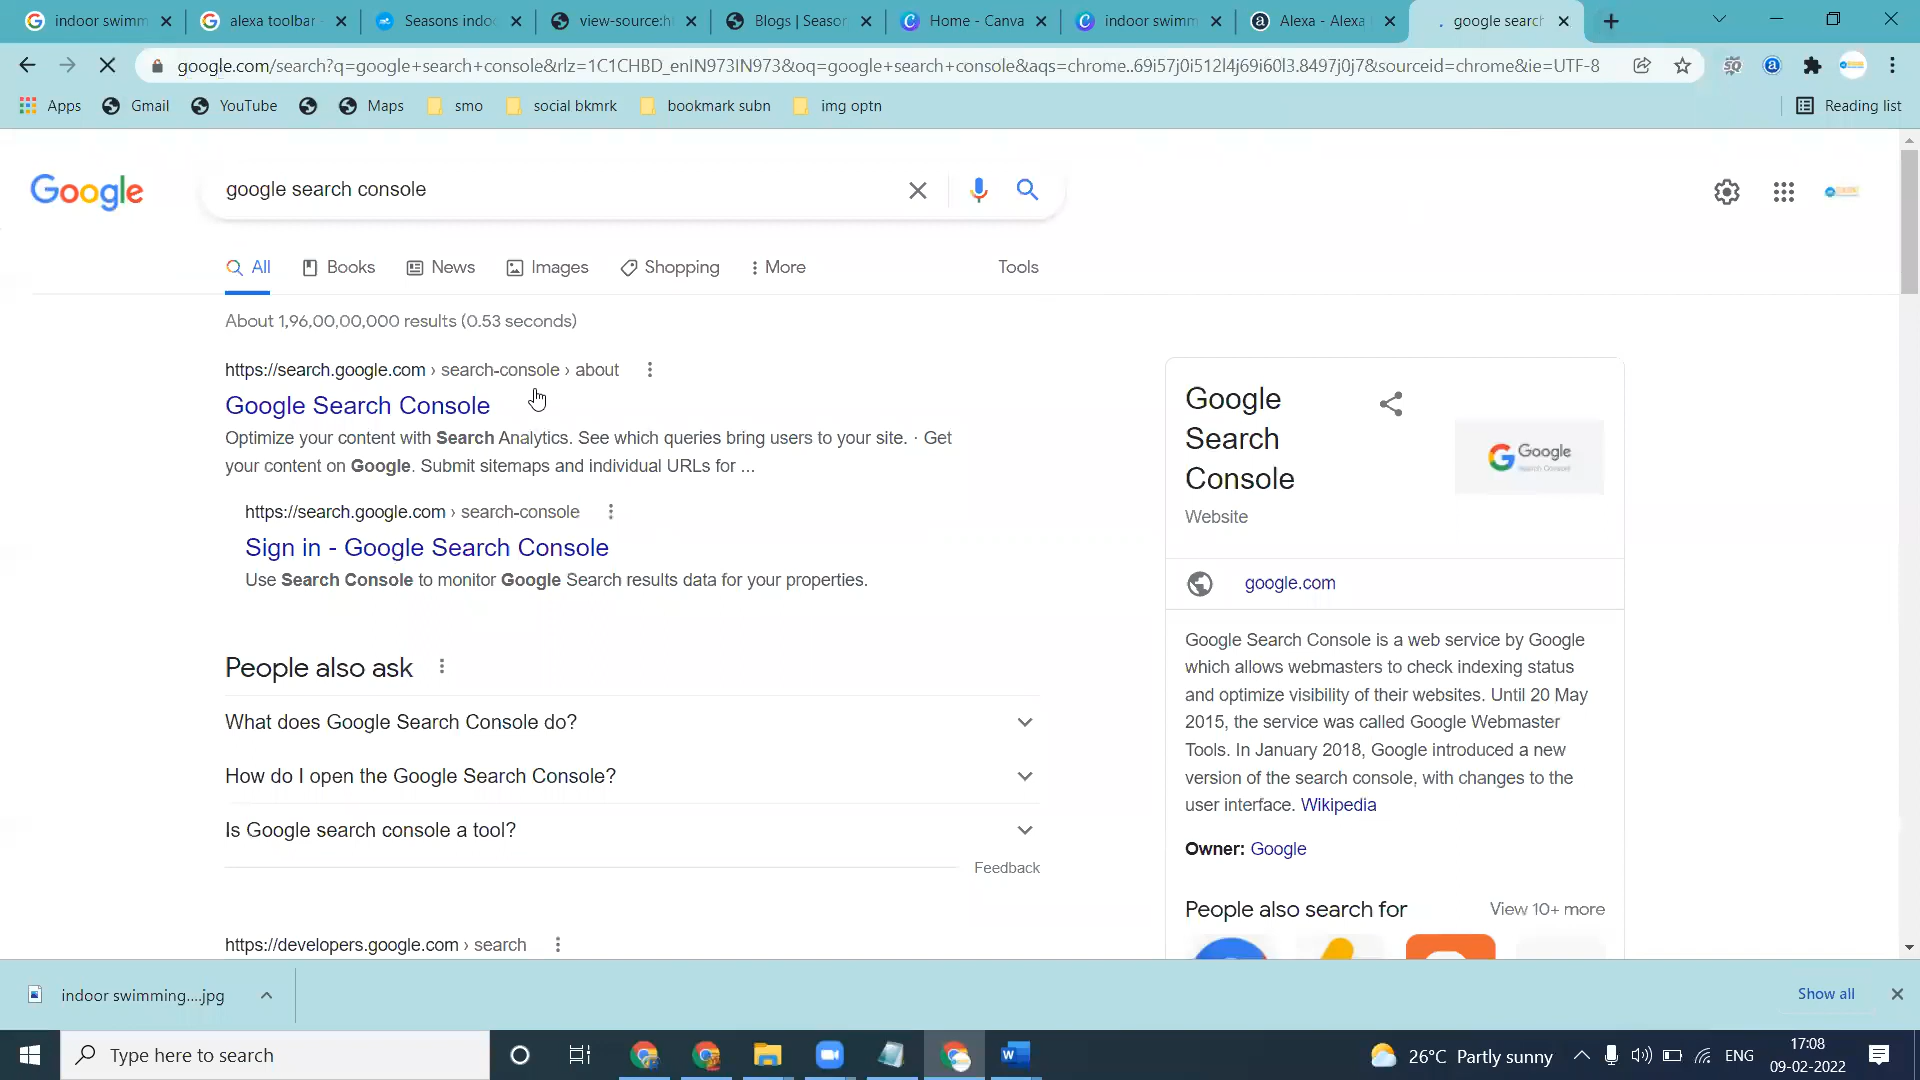 indoor swimm
alexa toolbar -
Seasons indo
view-source:h
Blogs | Season
Home - Canva
indoor swimm
Alexa - Alexa
google search
google.com/search?q=google+search+console&rlz=1C1CHBD_enIN973IN973&oq=google+search+console&aqs=chrome..69i57j0i512l4j69i60l3.8497j0j7&sourceid=chrome&ie=UTF-8
Apps
Gmail
YouTube
Maps
smo
social bkmrk
bookmark subn
img optn
Reading list
Google
google search console
All
Books
News
Images
Shopping
More
Tools
About 1,96,00,00,000 results (0.53 seconds)
https://search.google.com › search-console › about
Google Search Console
Optimize your content with Search Analytics. See which queries bring users to your site. · Get
your content on Google. Submit sitemaps and individual URLs for ...
https://search.google.com › search-console
Sign in - Google Search Console
Use Search Console to monitor Google Search results data for your properties.
People also ask
What does Google Search Console do?
How do I open the Google Search Console?
Is Google search console a tool?
Feedback
https://developers.google.com › search
Google
Search
Console
Website
Google
Search Console
google.com
Google Search Console is a web service by Google
which allows webmasters to check indexing status
and optimize visibility of their websites. Until 20 May
2015, the service was called Google Webmaster
Tools. In January 2018, Google introduced a new
version of the search console, with changes to the
user interface. Wikipedia
Owner: Google
People also search for
View 10+ more
indoor swimming....jpg
Show all
Type here to search
26°C Partly sunny
ENG
17:08
09-02-2022